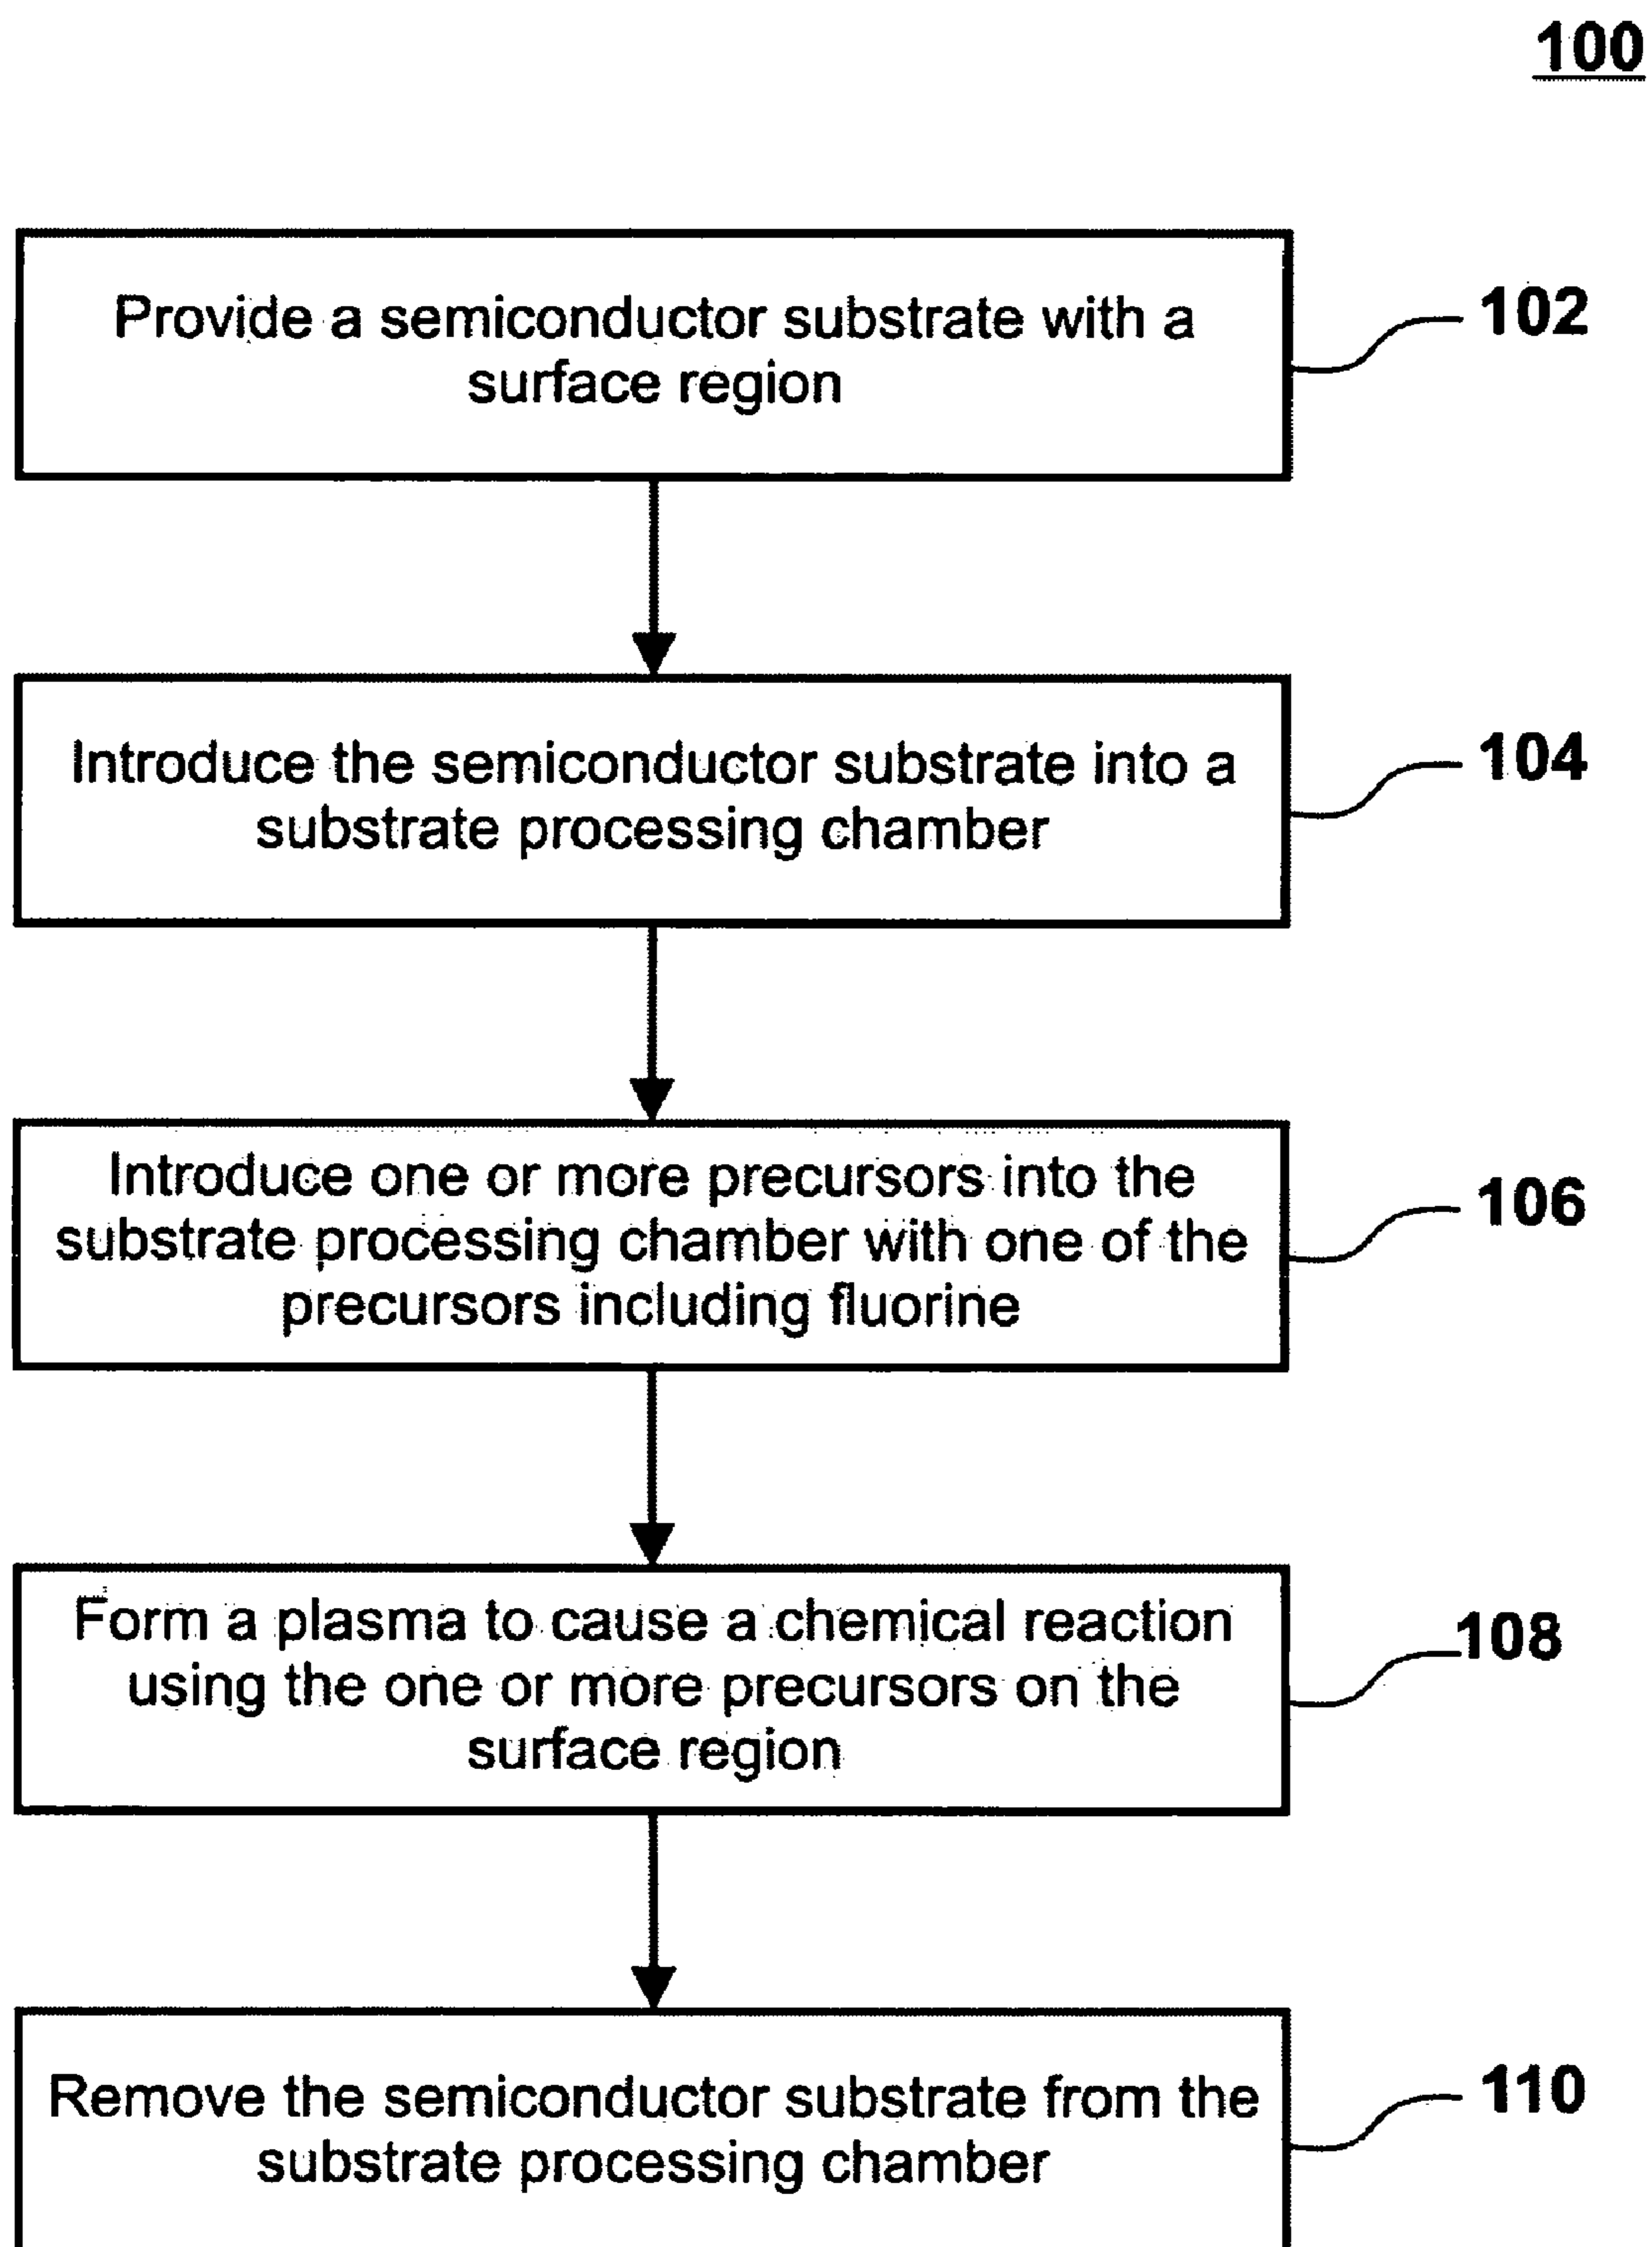 100
Provide a semiconductor substrate with a
surface region
102
Introduce the semiconductor substrate into a
substrate processing chamber
104
Introduce one or more precursors into the
substrate processing chamber with one of the
precursors including fluorine
106
Form a plasma to cause a chemical reaction
using the one or more precursors on the
surface region
108
Remove the semiconductor substrate from the
substrate processing chamber
110